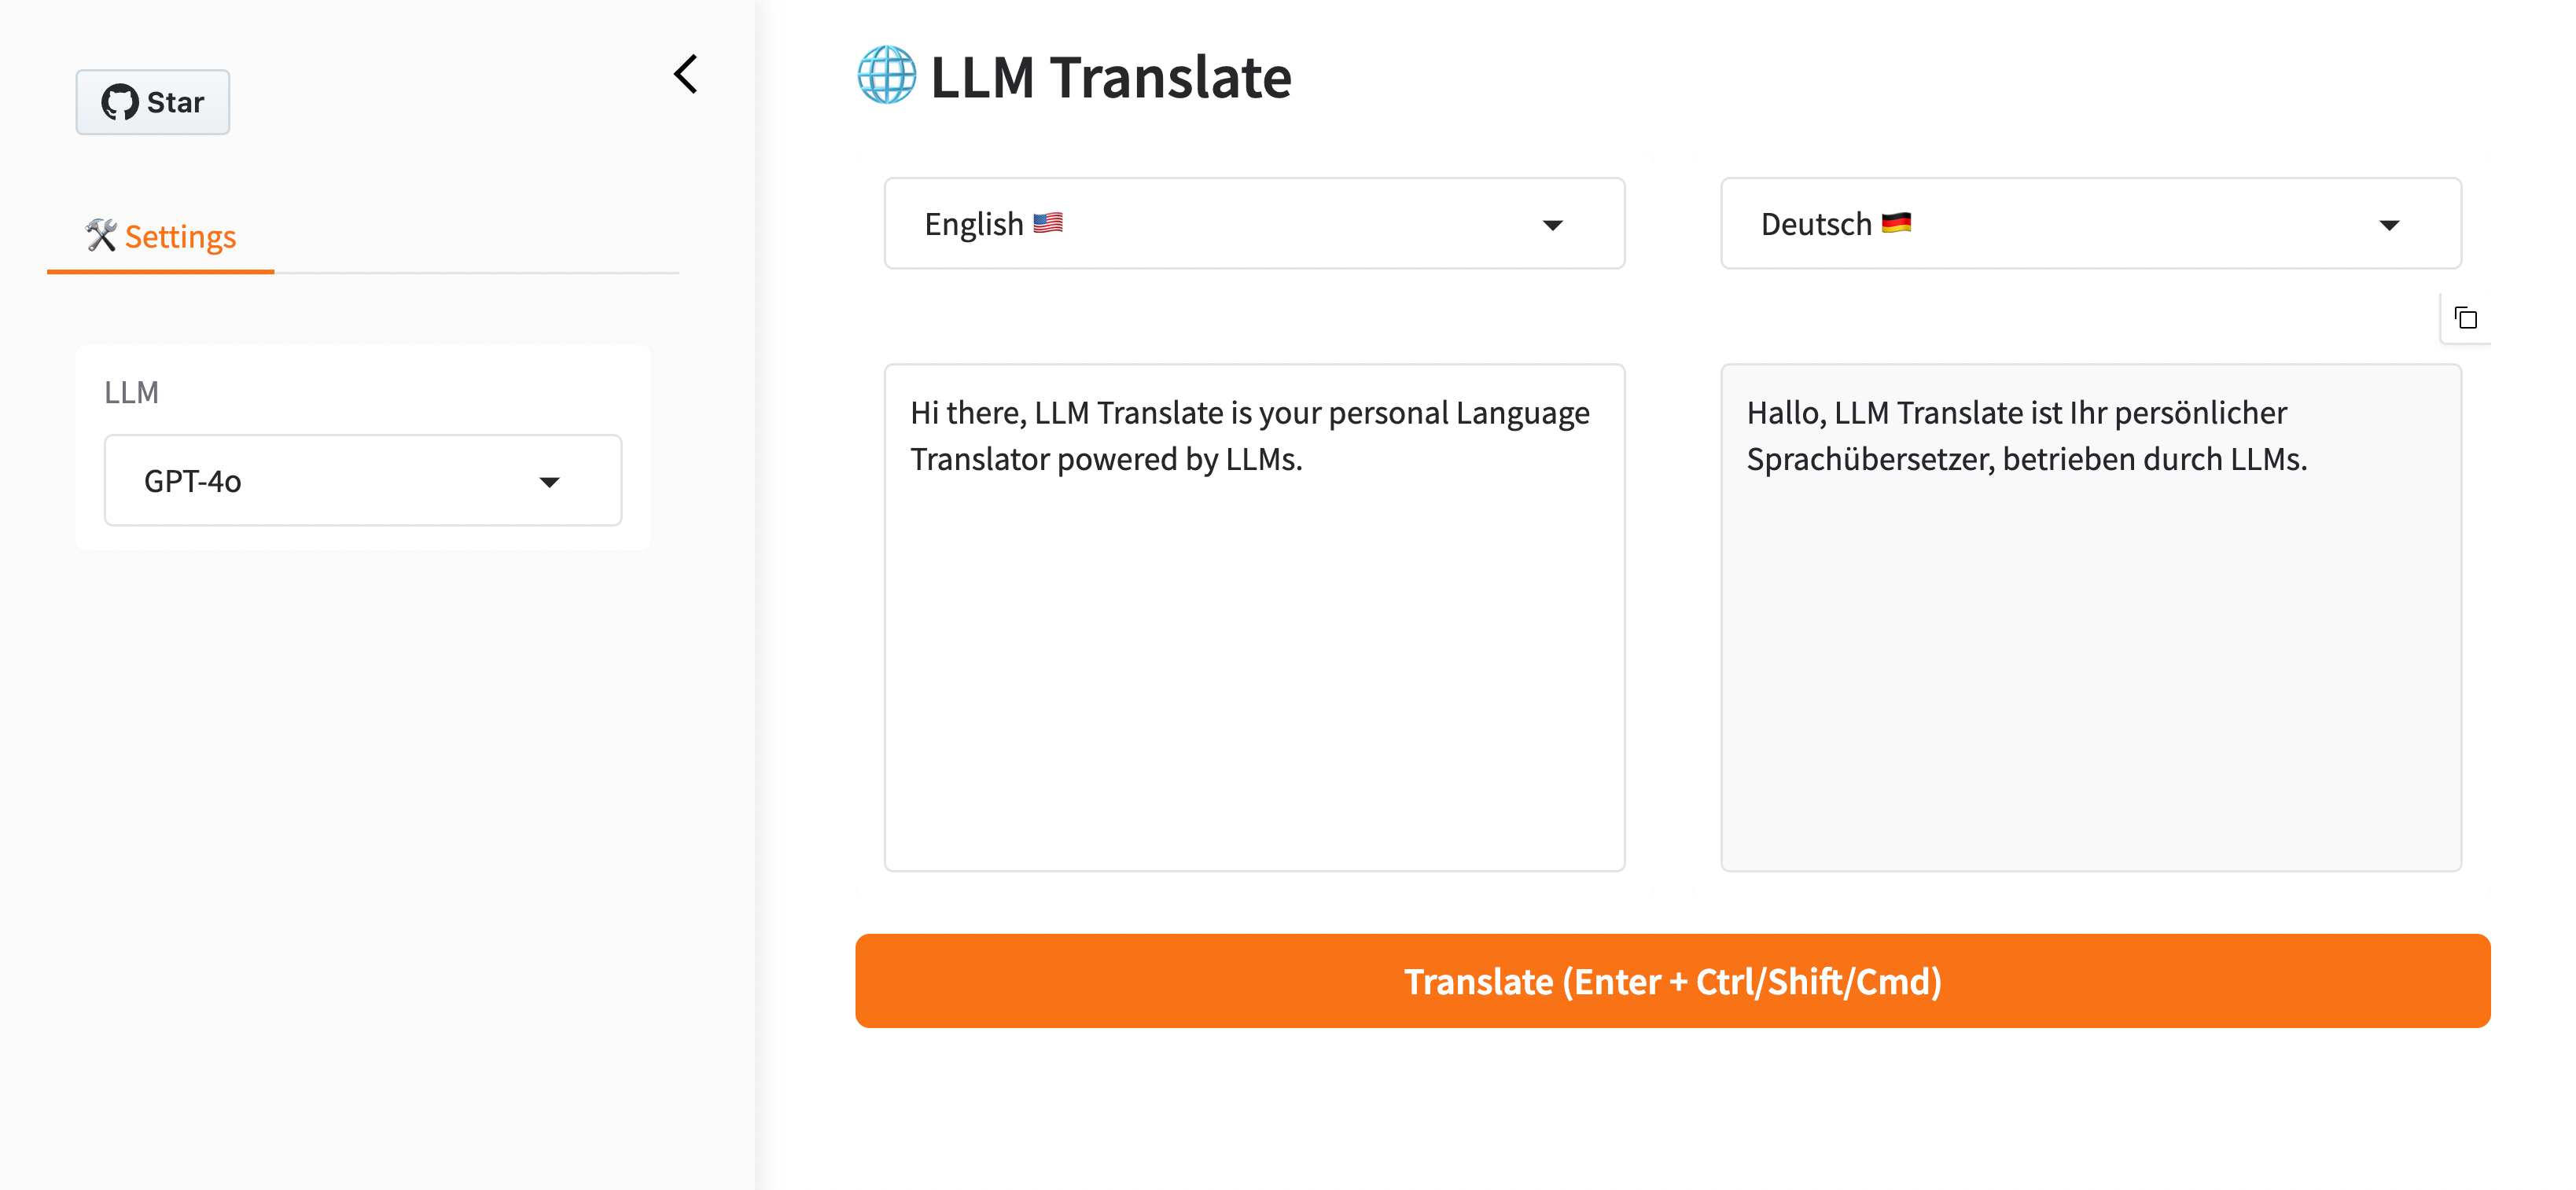 Star
🛠️ Settings
LLM
GPT-4o
🌐 LLM Translate
English 🇺🇸
Deutsch 🇩🇪
Hi there, LLM Translate is your personal Language
Translator powered by LLMs.
Hallo, LLM Translate ist Ihr persönlicher
Sprachübersetzer, betrieben durch LLMs.
Translate (Enter + Ctrl/Shift/Cmd)